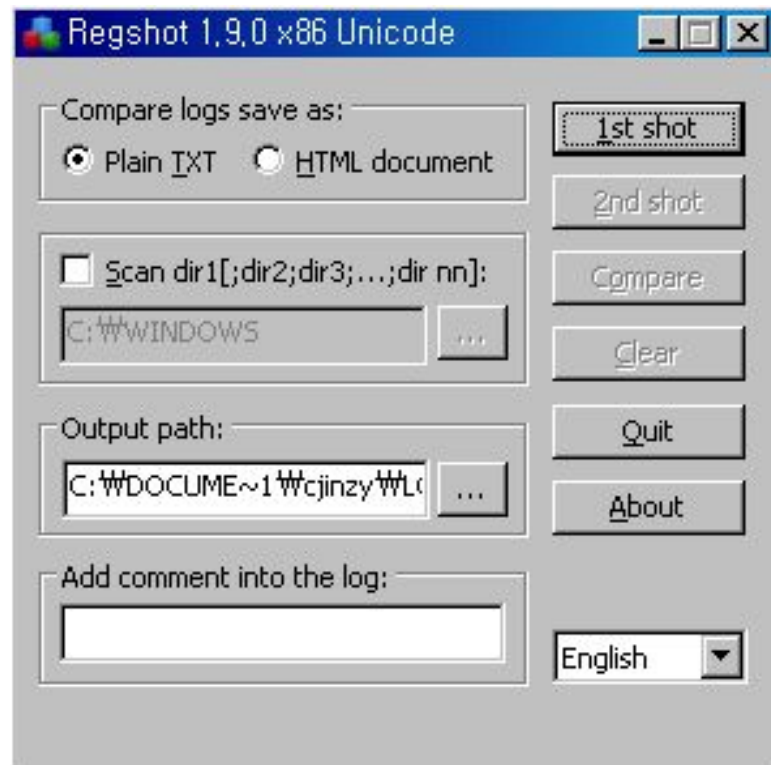 Regshot 1,9,0 x86 Unicode
Compare logs save as:
Plain TXT
HTML document
1st shot
2nd shot
Scan dir1[;dir2;dir3;...;dir nn]:
C:₩WINDOWS
...
Compare
Clear
Output path:
C:₩DOCUME~1₩cjinzy₩L
...
Quit
About
Add comment into the log:
English